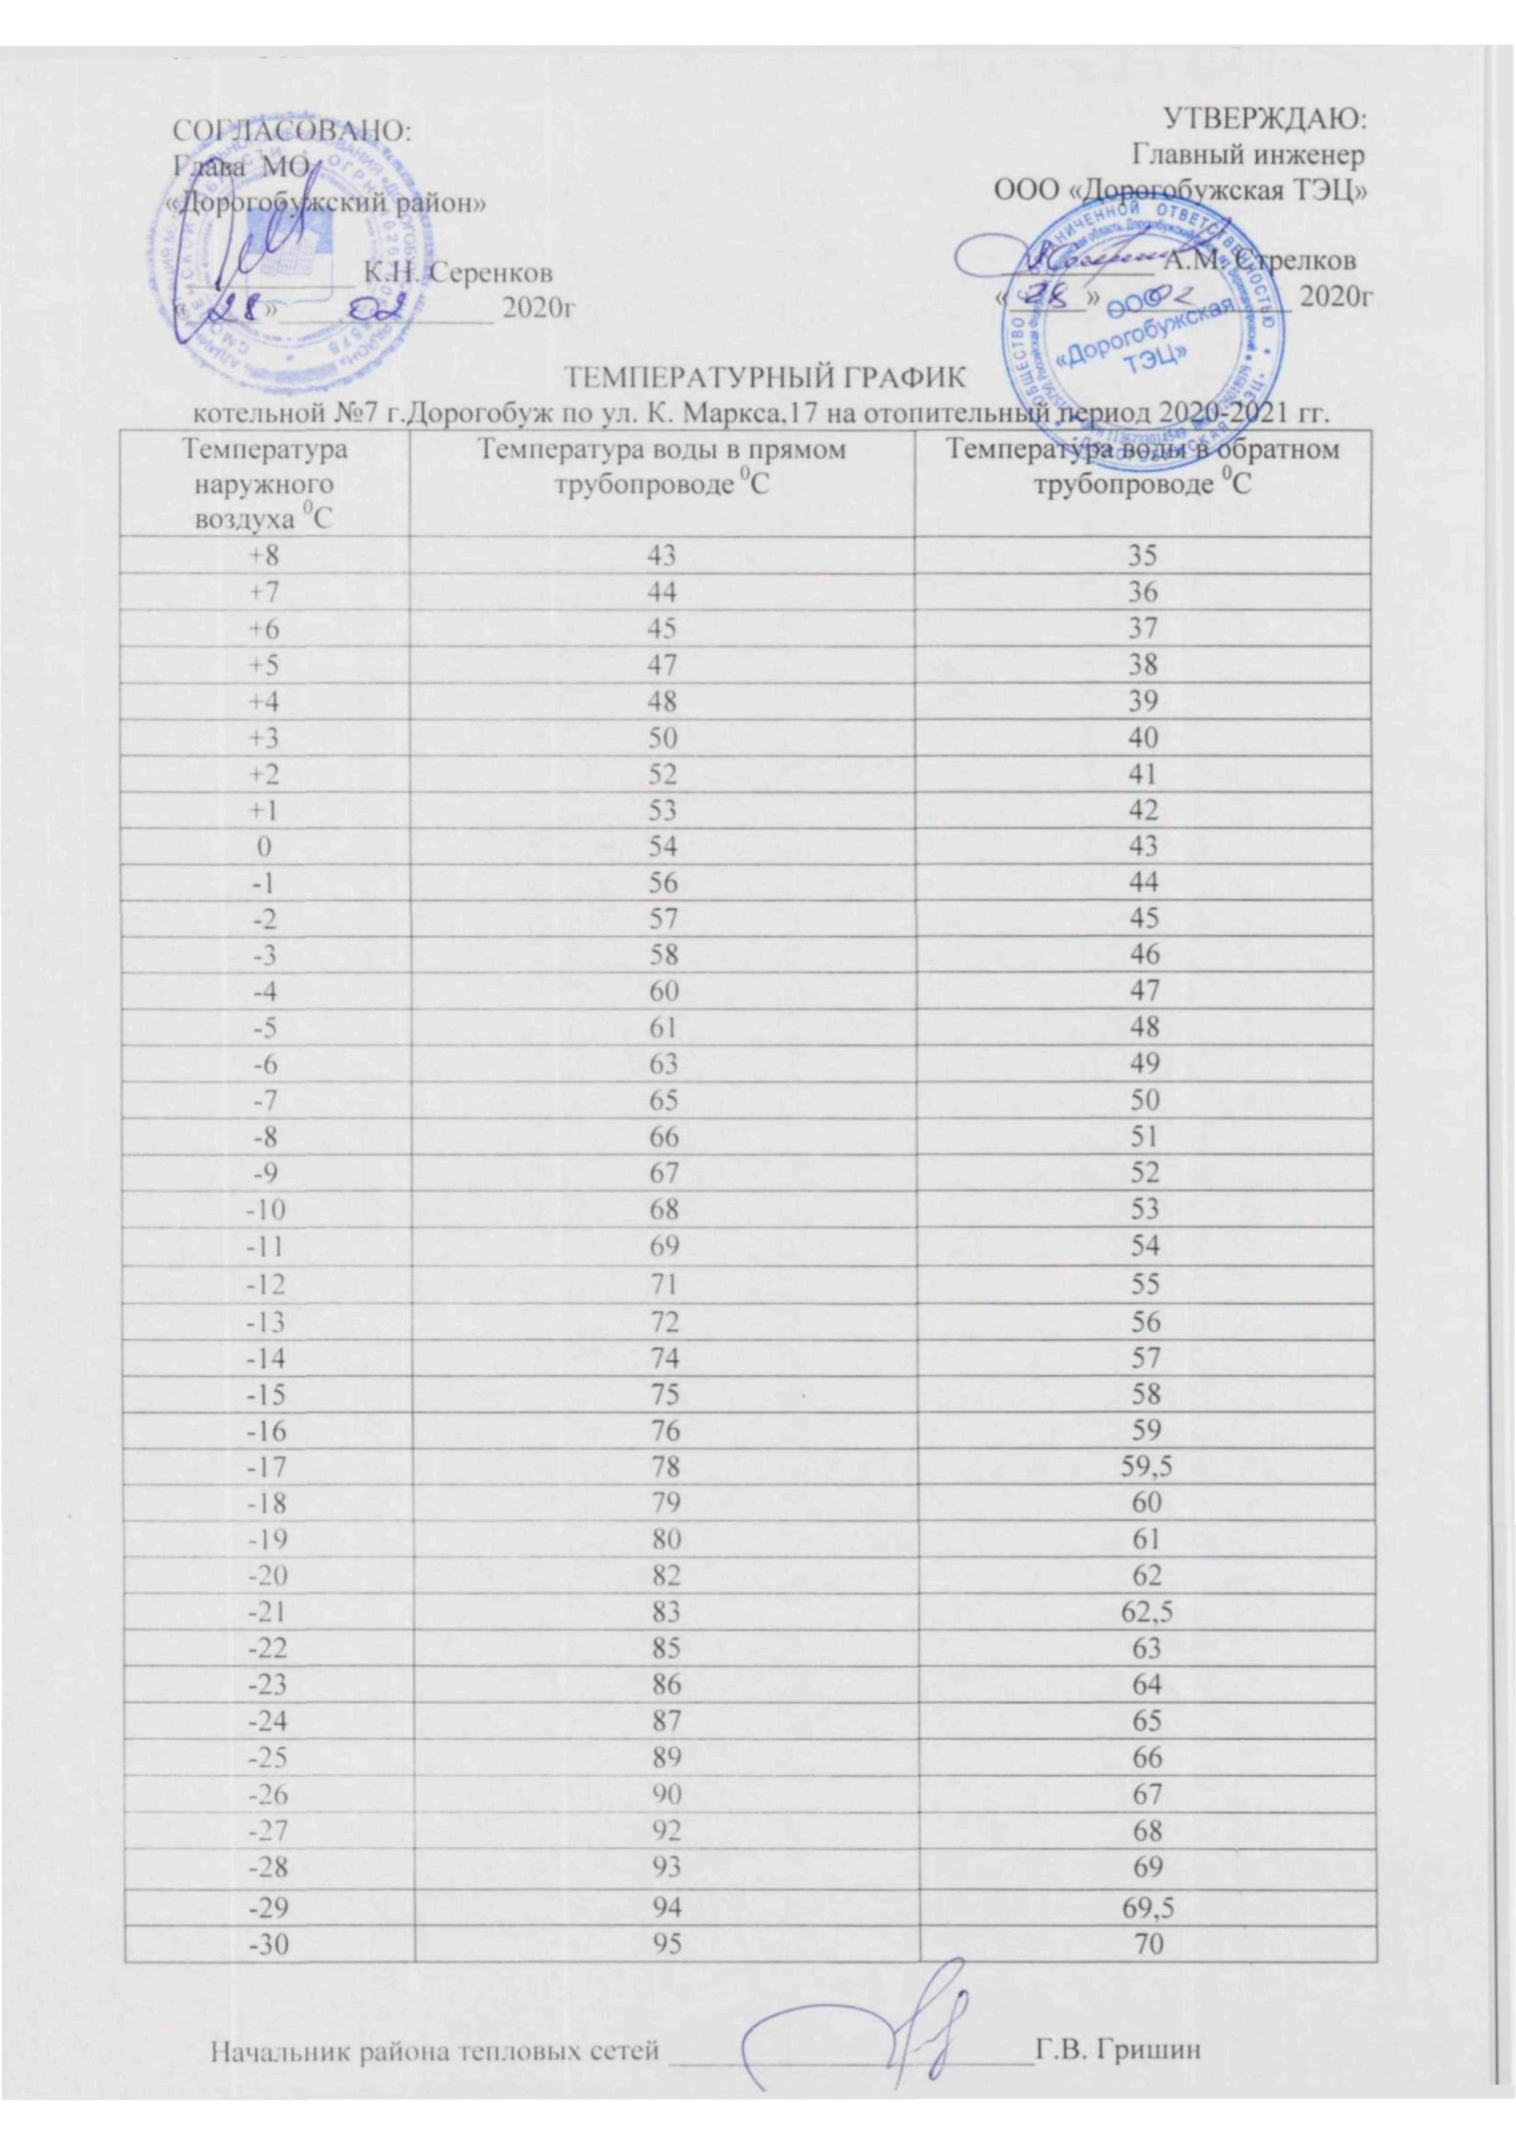 СОГЛАСОВАНО:
Глава МО
«Дорогобужский район»
К.Н. Серенков
«28» 02 2020г
УТВЕРЖДАЮ:
Главный инженер
ООО «Дорогобужская ТЭЦ»
А.М. Стрелков
«28» 02 2020г
ООО
«Дорогобужская
ТЭЦ»
ТЕМПЕРАТУРНЫЙ ГРАФИК
котельной №7 г.Дорогобуж по ул. К. Маркса,17 на отопительный период 2020-2021 гг.
Температура наружного воздуха ⁰С Температура воды в прямом трубопроводе ⁰С Температура воды в обратном трубопроводе ⁰С
+8 43 35
+7 44 36
+6 45 37
+5 47 38
+4 48 39
+3 50 40
+2 52 41
+1 53 42
0 54 43
-1 56 44
-2 57 45
-3 58 46
-4 60 47
-5 61 48
-6 63 49
-7 65 50
-8 66 51
-9 67 52
-10 68 53
-11 69 54
-12 71 55
-13 72 56
-14 74 57
-15 75 58
-16 76 59
-17 78 59,5
-18 79 60
-19 80 61
-20 82 62
-21 83 62,5
-22 85 63
-23 86 64
-24 87 65
-25 89 66
-26 90 67
-27 92 68
-28 93 69
-29 94 69,5
-30 95 70
Начальник района тепловых сетей Г.В. Гришин